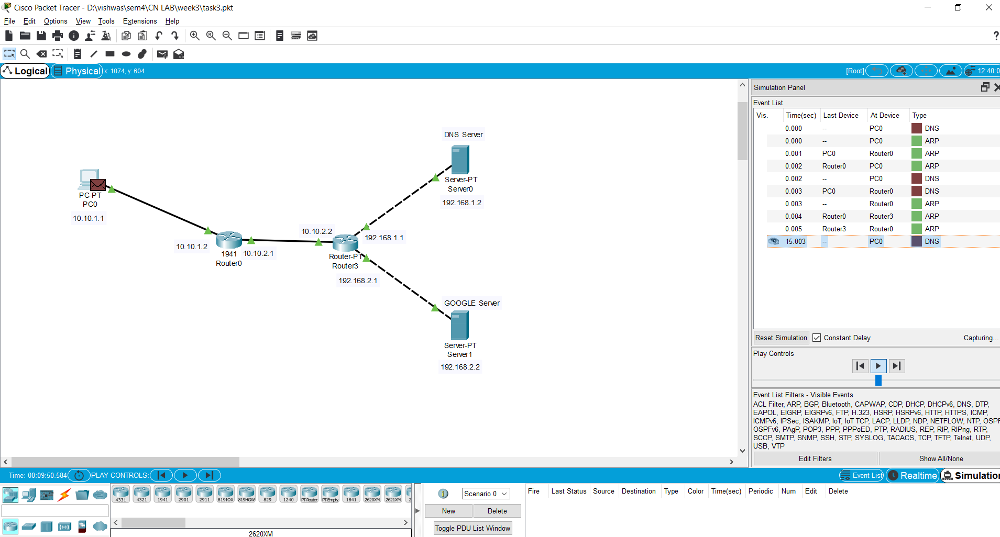 Cisco Packet Tracer - D:\vishwas\sem4\CN LAB\week3\task3.pkt
File Edit Options View Tools Extensions Help
?
Logical Physical x: 1074, y: 604 [Root] 12:40:0
Simulation Panel
Event List
Vis. Time(sec) Last Device At Device Type
0.000 -- PC0 DNS
0.000 -- PC0 ARP
0.001 PC0 Router0 ARP
0.002 Router0 PC0 ARP
0.002 -- PC0 DNS
0.003 PC0 Router0 DNS
0.003 -- Router0 ARP
0.004 Router0 Router3 ARP
0.005 Router3 Router0 ARP
15.003 -- PC0 DNS
DNS Server
Server-PT
Server0
192.168.1.2
PC-PT
PC0
10.10.1.1
10.10.1.2
1941
Router0
10.10.2.1
10.10.2.2
192.168.1.1
Router-PT
Router3
192.168.2.1
GOOGLE Server
Server-PT
Server1
192.168.2.2
Reset Simulation Constant Delay Capturing...
Play Controls
Event List Filters - Visible Events
ACL Filter, ARP, BGP, Bluetooth, CAPWAP, CDP, DHCP, DHCPv6, DNS, DTP,
EAPOL, EIGRP, EIGRPv6, FTP, H.323, HSRP, HSRPv6, HTTP, HTTPS, ICMP,
ICMPv6, IPSec, ISAKMP, IoT, IoT TCP, LACP, LLDP, NDP, NETFLOW, NTP, OSPF
OSPFv6, PAgP, POP3, PPP, PPPoED, PTP, RADIUS, REP, RIP, RIPng, RTP,
SCCP, SMTP, SNMP, SSH, STP, SYSLOG, TACACS, TCP, TFTP, Telnet, UDP,
USB, VTP
Edit Filters Show All/None
Time: 00:09:50.584 PLAY CONTROLS: Event List Realtime Simulation
4331 4321 1941 2901 2911 819IOX 819HGW 829 1240 PT-Router PT-Empty 1841 2620XM 2621XM 2
2620XM
1 Scenario 0
New Delete
Toggle PDU List Window
Fire Last Status Source Destination Type Color Time(sec) Periodic Num Edit Delete